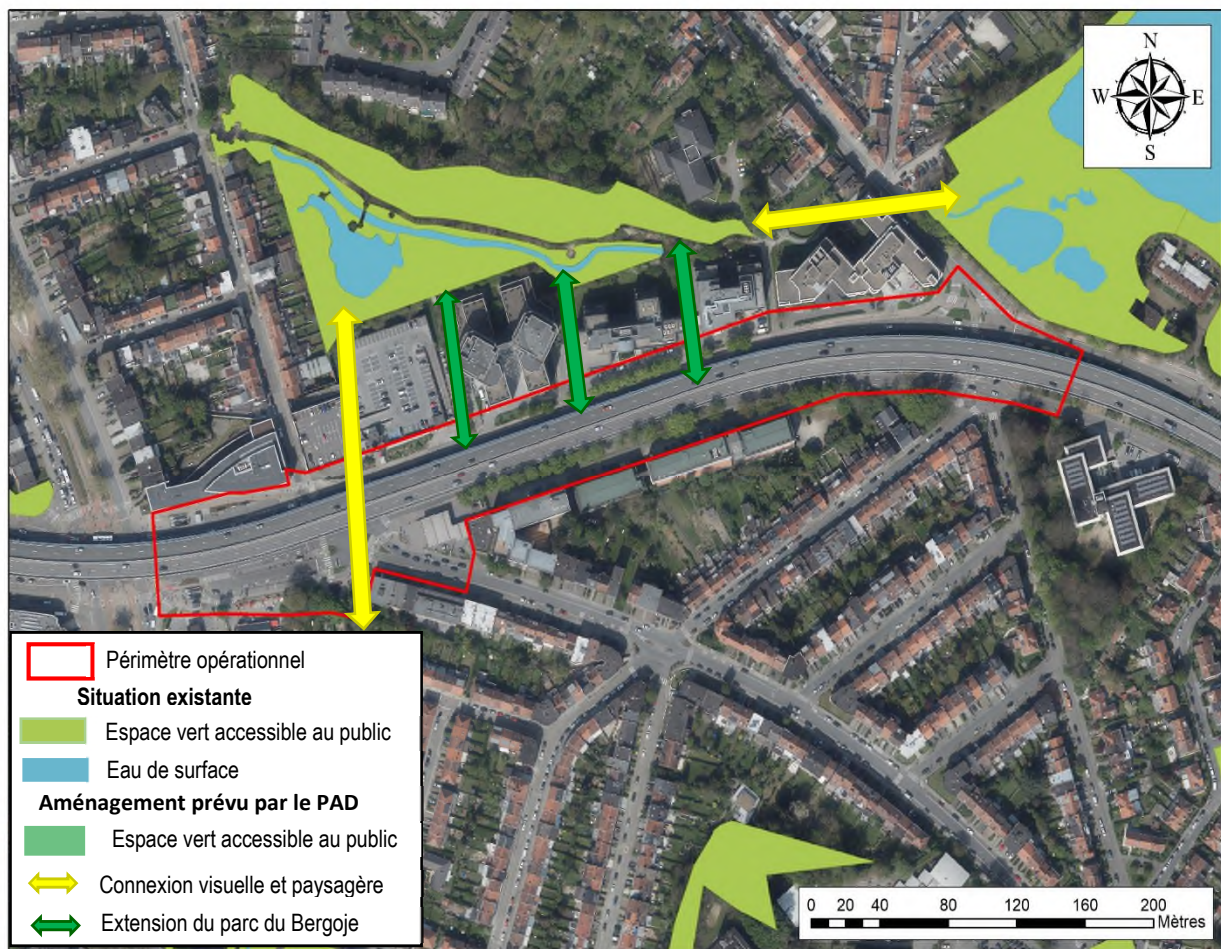 N
W E
S
Périmètre opérationnel
Situation existante
Espace vert accessible au public
Eau de surface
Aménagement prévu par le PAD
Espace vert accessible au public
Connexion visuelle et paysagère
Extension du parc du Bergoje
0 20 40 80 120 160 200
Mètres